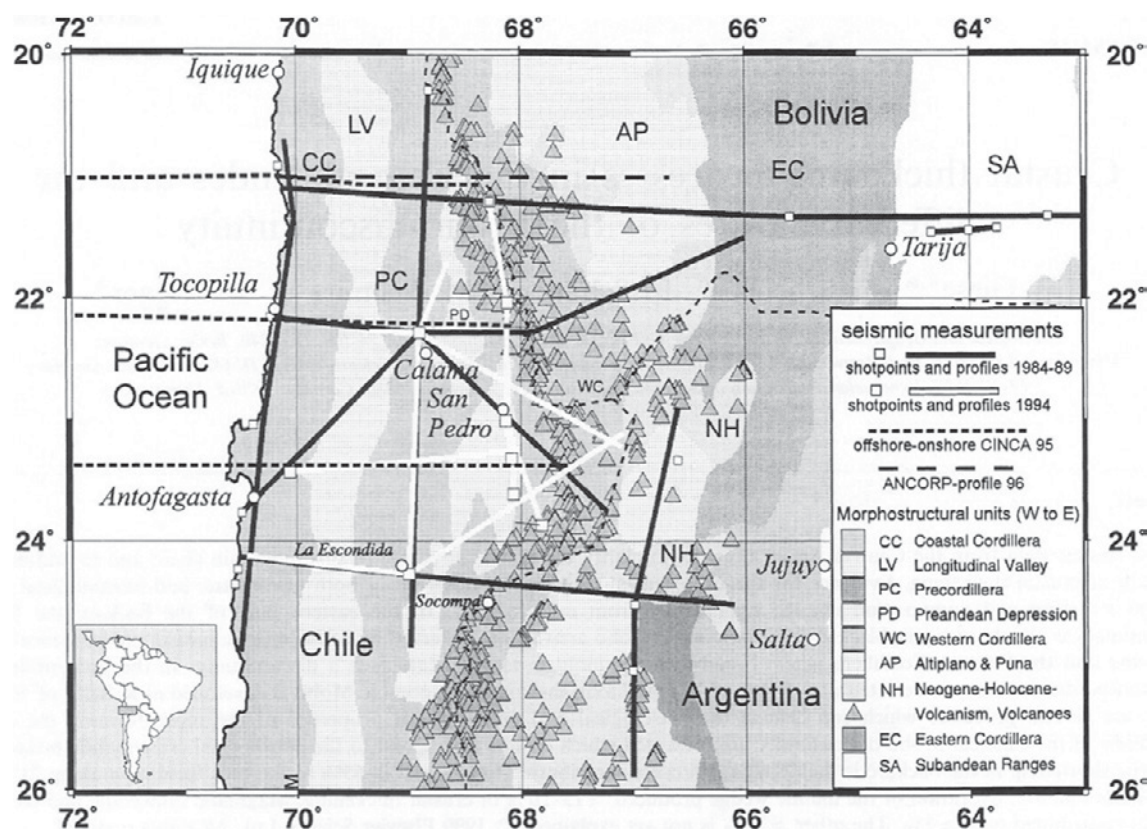 72 70 68 66 64
20° 20°
Iquique
Bolivia
LV
AP
CC
EC
SA
Tarija
Tocopilla
PC
22° 22°
PD
Pacific
Ocean
Calama
San
Pedro
WC
NH
Antofagasta
24° 24°
La Escondida
NH
Jujuy
Socompa
Salta
Chile
Argentina
M
26° 26°
72 70 68 66 64
seismic measurements
shotpoints and profiles 1984-89
shotpoints and profiles 1994
offshore-onshore CINCA 95
ANCORP-profile 96
Morphostructural units (W to E)
CC Coastal Cordillera
LV Longitudinal Valley
PC Precordillera
PD Preandean Depression
WC Western Cordillera
AP Altiplano & Puna
NH Neogene-Holocene-
Volcanism, Volcanoes
EC Eastern Cordillera
SA Subandean Ranges